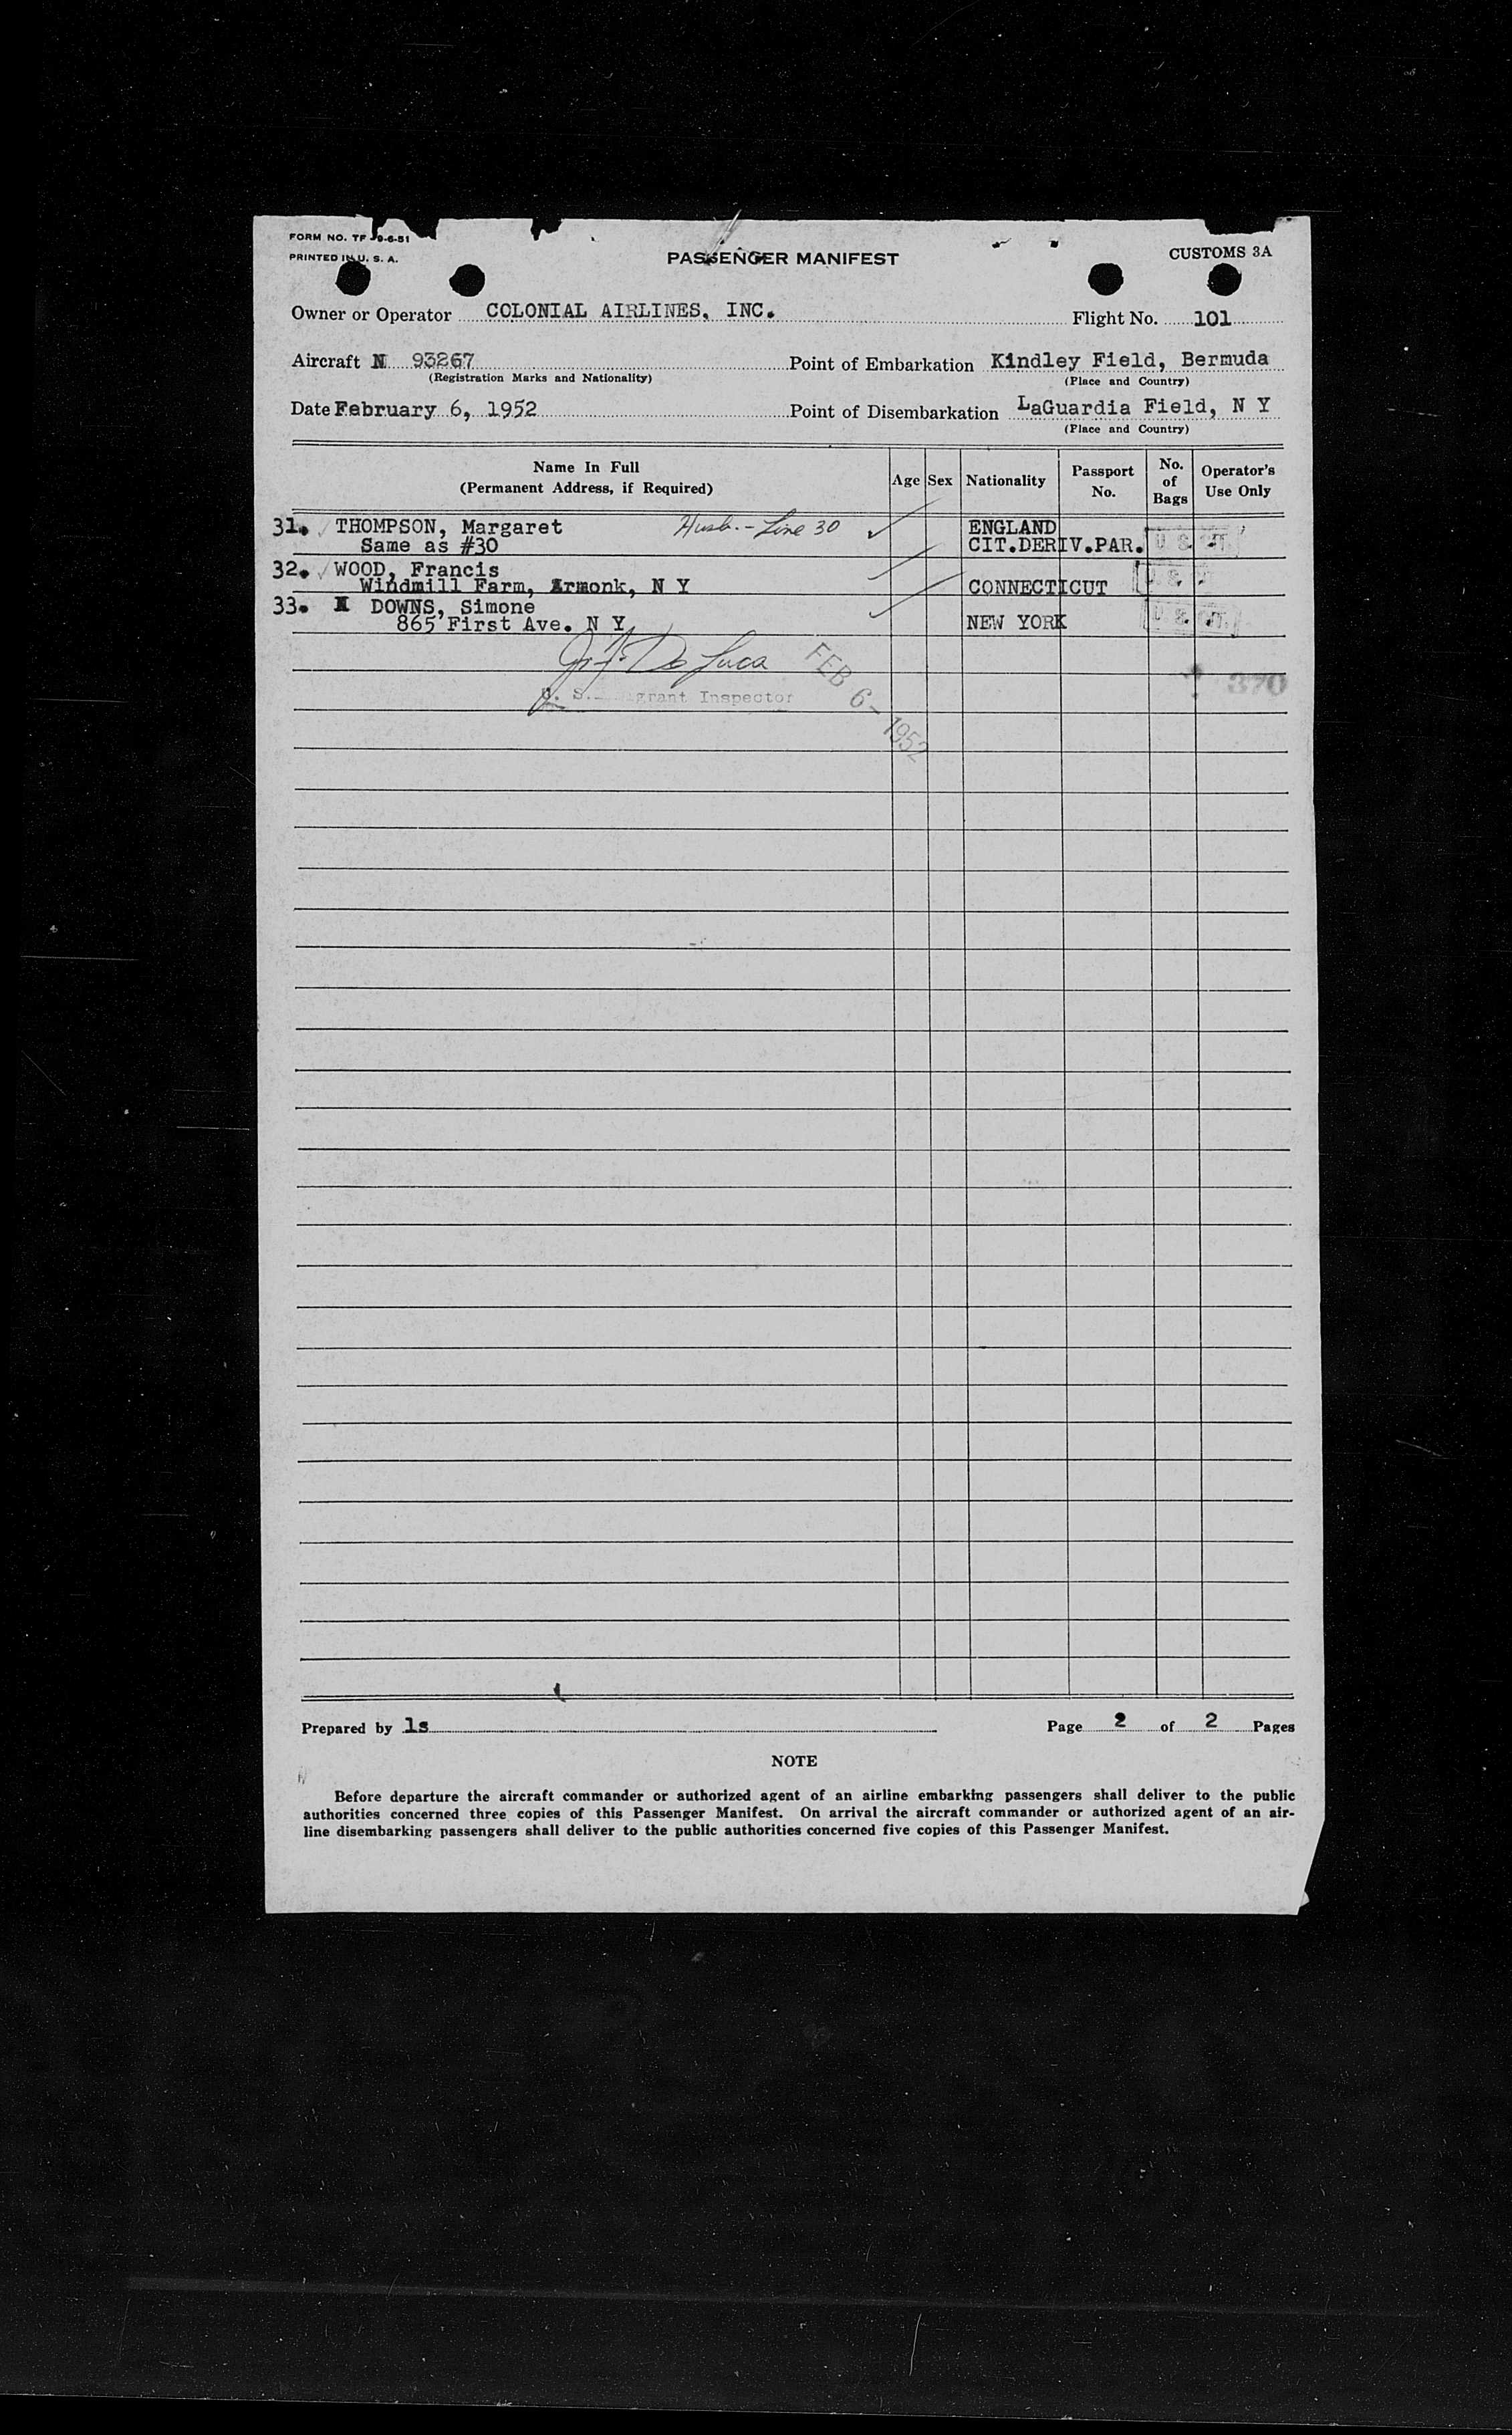 FORM NO. TF 9-6-51
PRINTED IN U. S. A.
PASSENGER MANIFEST
CUSTOMS 3A
Owner or Operator COLONIAL AIRLINES, INC. Flight No. 101
Aircraft N 93267 Point of Embarkation Kindley Field, Bermuda
(Registration Marks and Nationality) (Place and Country)
Date February 6, 1952 Point of Disembarkation LaGuardia Field, N Y
(Place and Country)
Name In Full
(Permanent Address, if Required)
Age Sex Nationality
Passport
No.
No.
of
Bags
Operator's
Use Only
31. THOMPSON, Margaret Husb. - Line 30 ENGLAND
Same as #30 CIT.DERIV.PAR. U S CIT.
32. WOOD, Francis
Windmill Farm, Armonk, N Y CONNECTICUT
33. DOWNS, Simone
865 First Ave. N Y NEW YORK U S CIT.
De Luca FEB 6 - 1952
U. S. Inspector
370
Prepared by ls Page 2 of 2 Pages
NOTE
Before departure the aircraft commander or authorized agent of an airline embarking passengers shall deliver to the public
authorities concerned three copies of this Passenger Manifest. On arrival the aircraft commander or authorized agent of an air-
line disembarking passengers shall deliver to the public authorities concerned five copies of this Passenger Manifest.